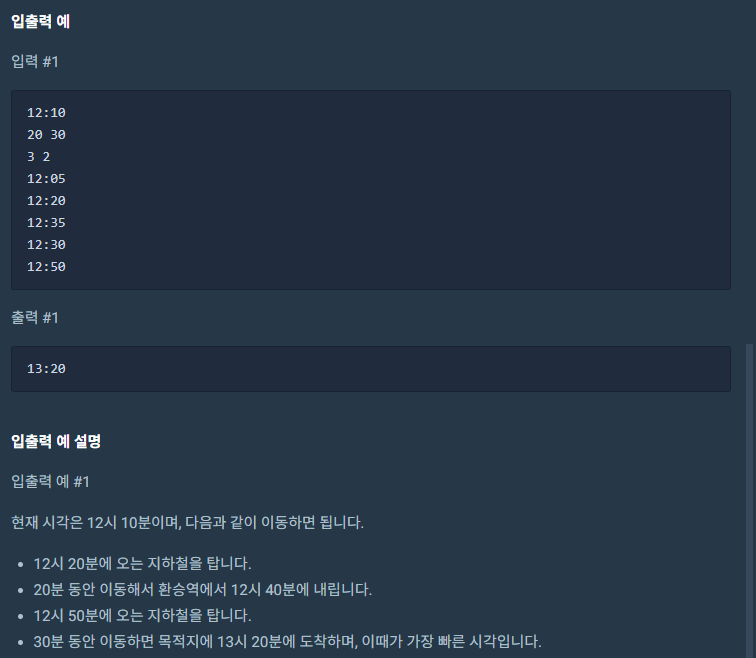 입출력 예
입력 #1
12:10
20 30
3 2
12:05
12:20
12:35
12:30
12:50
출력 #1
13:20
입출력 예 설명
입출력 예 #1
현재 시각은 12시 10분이며, 다음과 같이 이동하면 됩니다.
• 12시 20분에 오는 지하철을 탑니다.
• 20분 동안 이동해서 환승역에서 12시 40분에 내립니다.
• 12시 50분에 오는 지하철을 탑니다.
• 30분 동안 이동하면 목적지에 13시 20분에 도착하며, 이때가 가장 빠른 시각입니다.